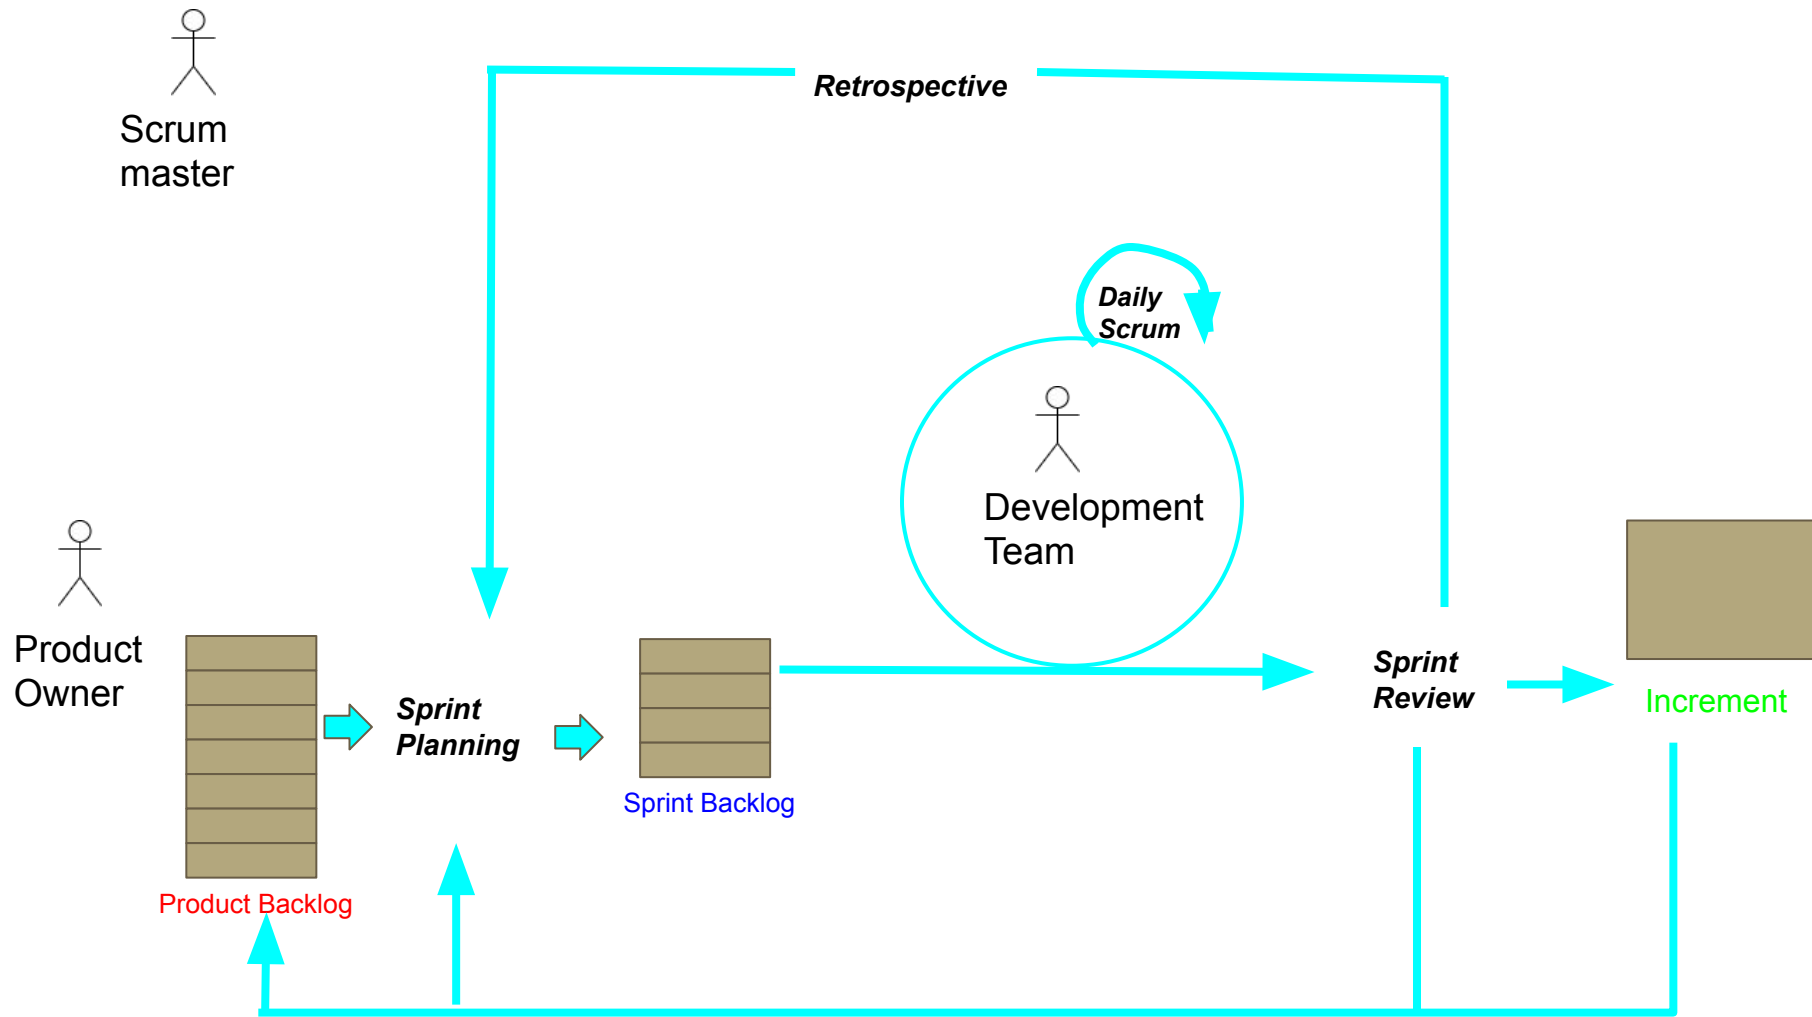 Scrum
master
Retrospective
Daily
Scrum
Development
Team
Product
Owner
Sprint
Planning
Sprint Backlog
Sprint
Review
Increment
Product Backlog